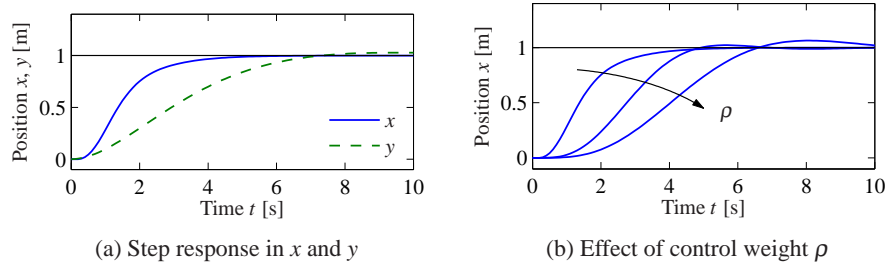 Position x, y [m]
1
0.5
0
x
y
0 2 4 6 8 10
Time t [s]
(a) Step response in x and y
Position x [m]
1
0.5
0
ρ
0 2 4 6 8 10
Time t [s]
(b) Effect of control weight ρ